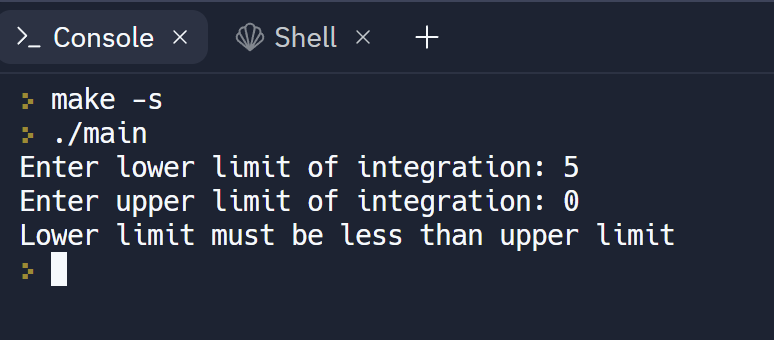 Console Shell
make -s
./main
Enter lower limit of integration: 5
Enter upper limit of integration: 0
Lower limit must be less than upper limit